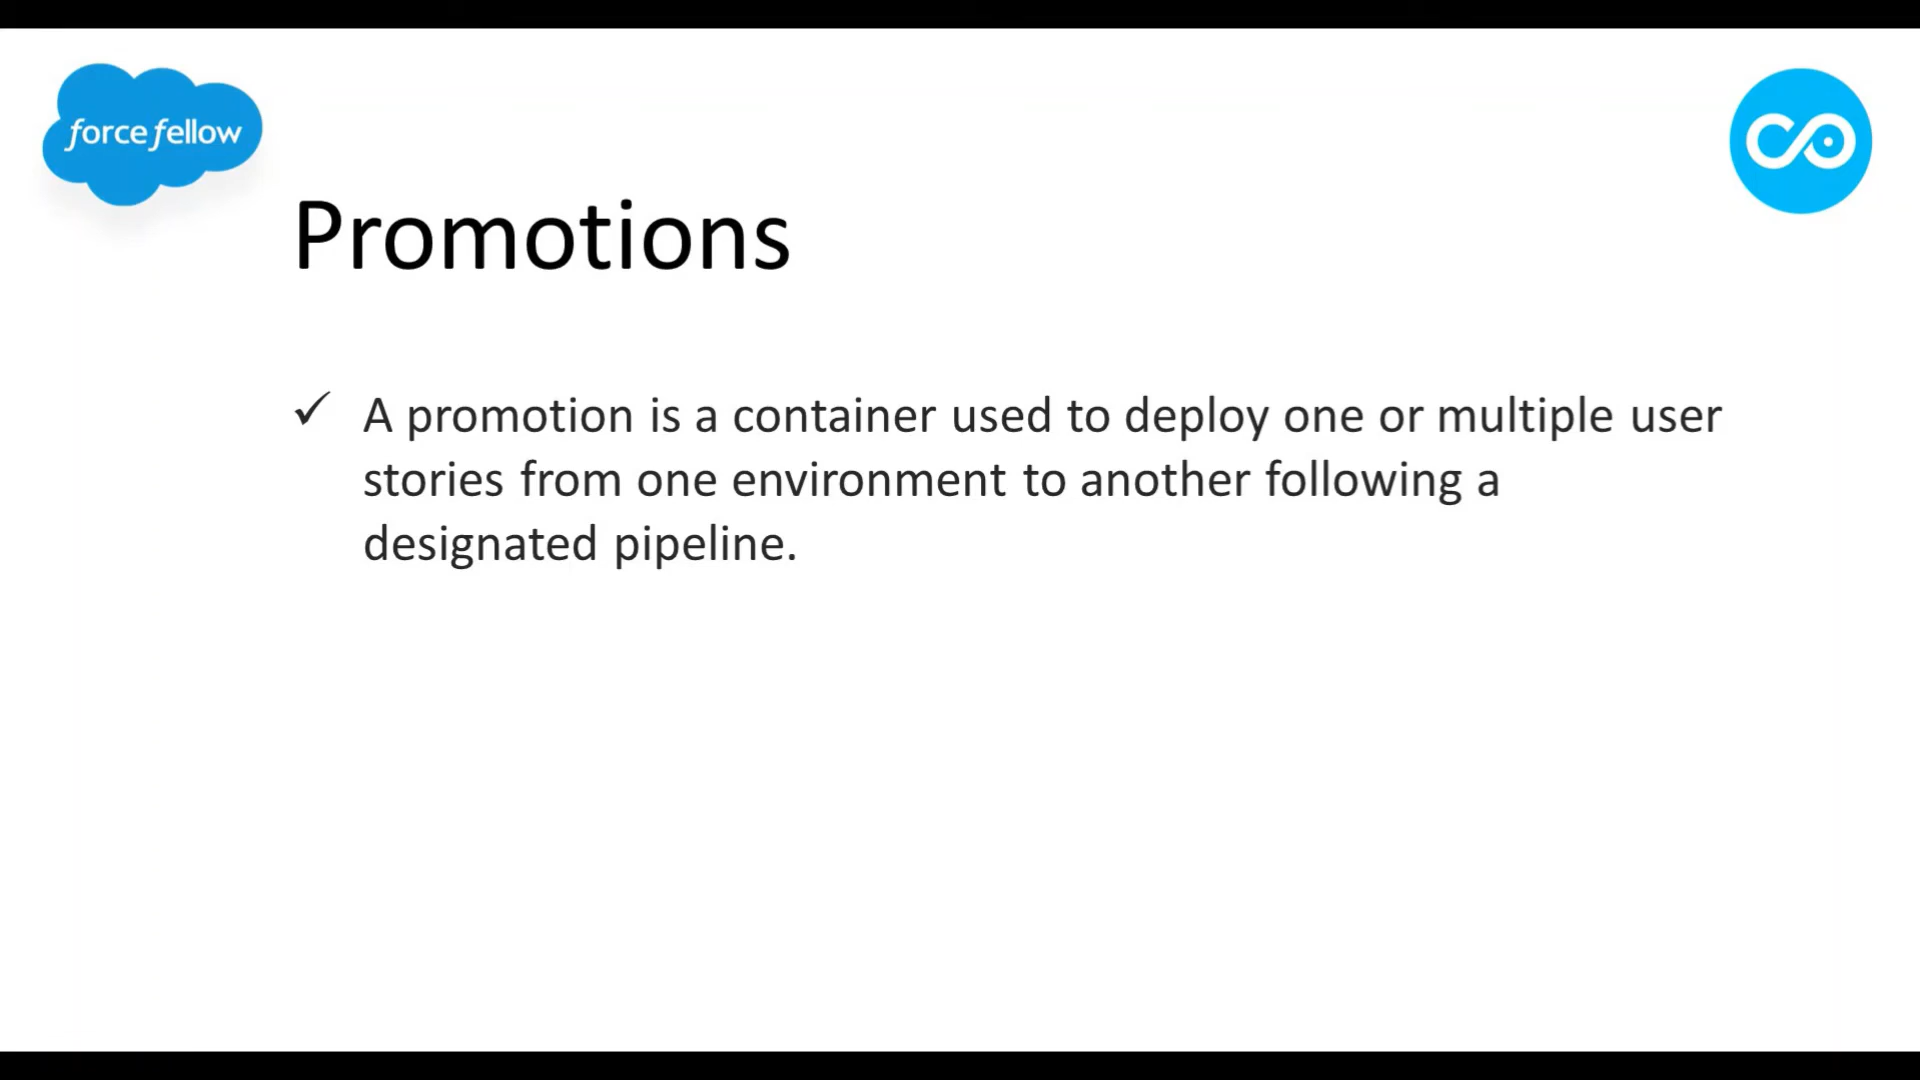 force fellow
Promotions
✓ A promotion is a container used to deploy one or multiple user
stories from one environment to another following a
designated pipeline.